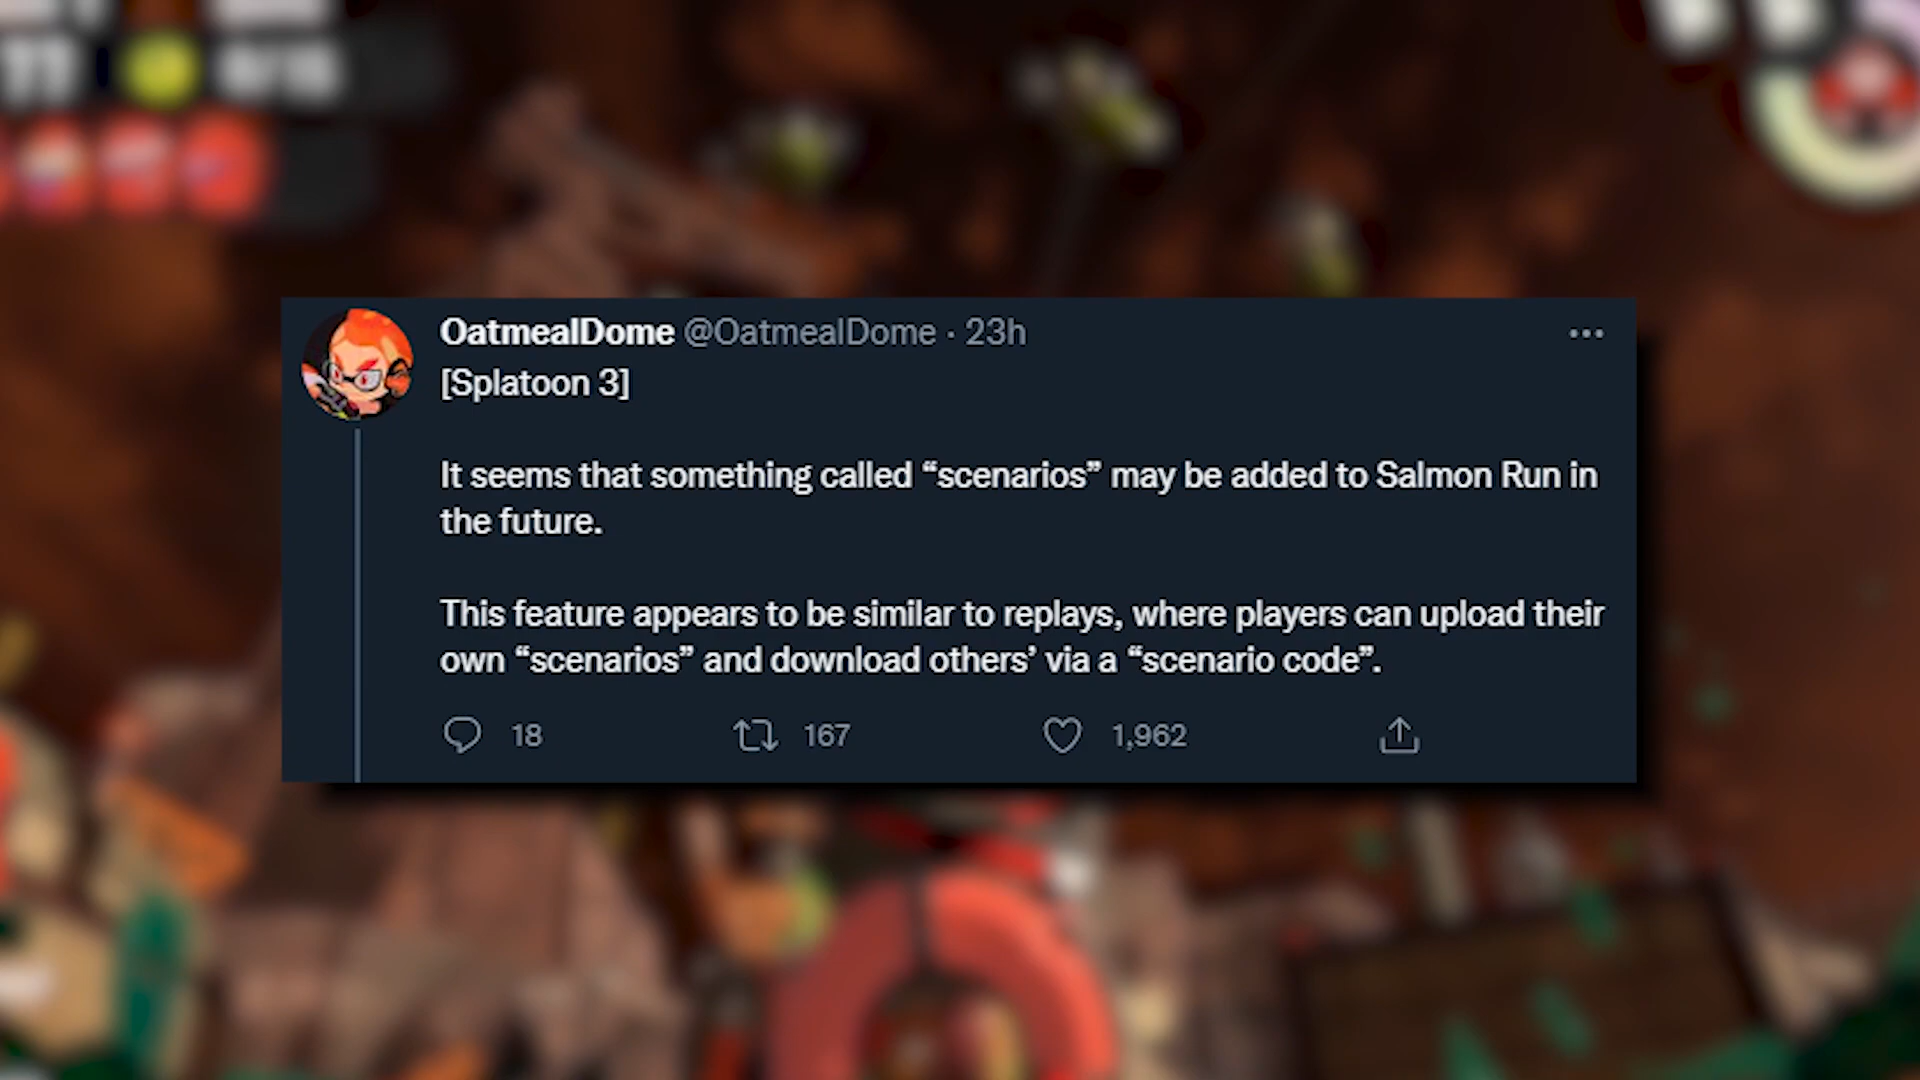 OatmealDome @OatmealDome · 23h
[Splatoon 3]
It seems that something called “scenarios” may be added to Salmon Run in
the future.
This feature appears to be similar to replays, where players can upload their
own “scenarios” and download others’ via a “scenario code”.
18 167 1,962